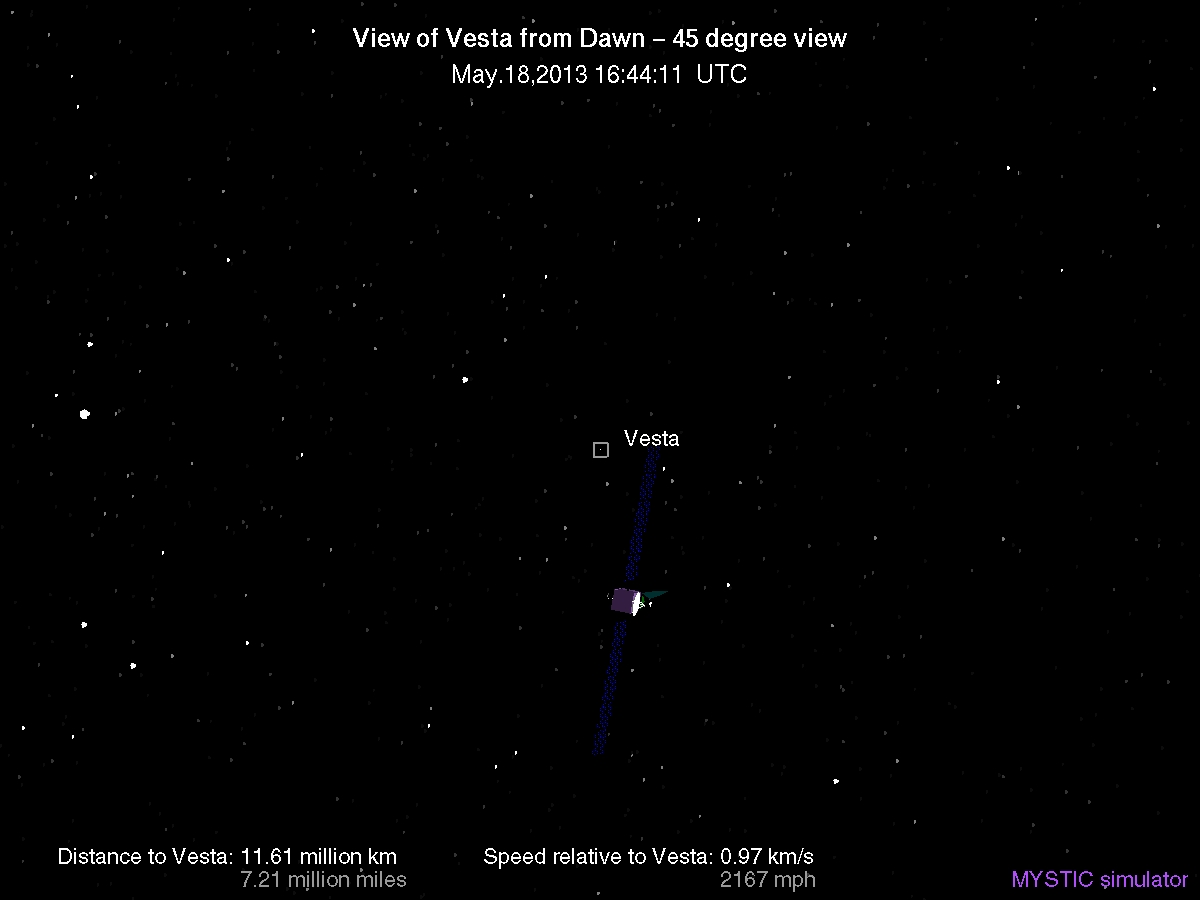 View of Vesta from Dawn – 45 degree view
May.18,2013 16:44:11 UTC
Vesta
Distance to Vesta: 11.61 million km
7.21 million miles
Speed relative to Vesta: 0.97 km/s
2167 mph
MYSTIC simulator